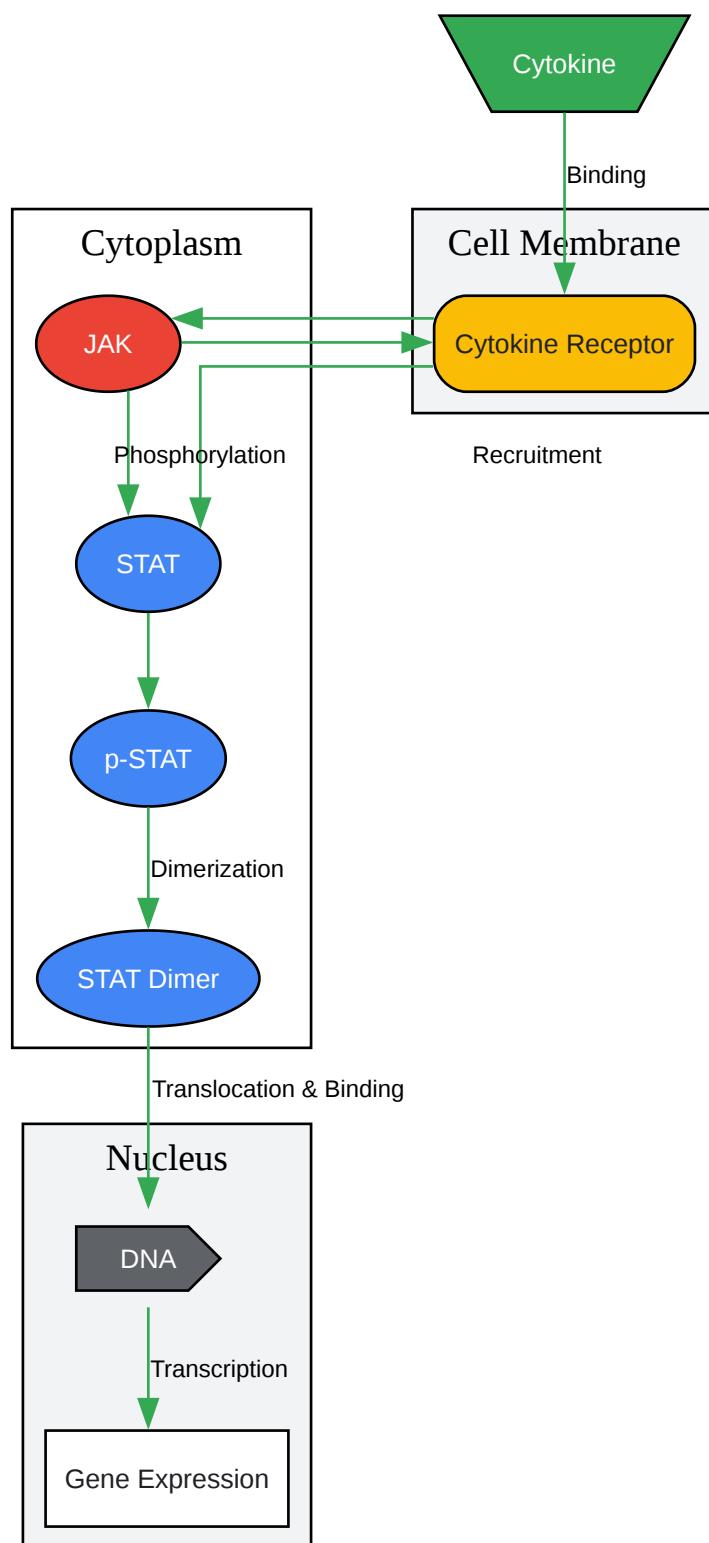 Cytokine
Binding
Cytoplasm
Cell Membrane
JAK
Cytokine Receptor
Phosphorylation
Recruitment
STAT
p-STAT
Dimerization
STAT Dimer
Translocation & Binding
Nucleus
DNA
Transcription
Gene Expression